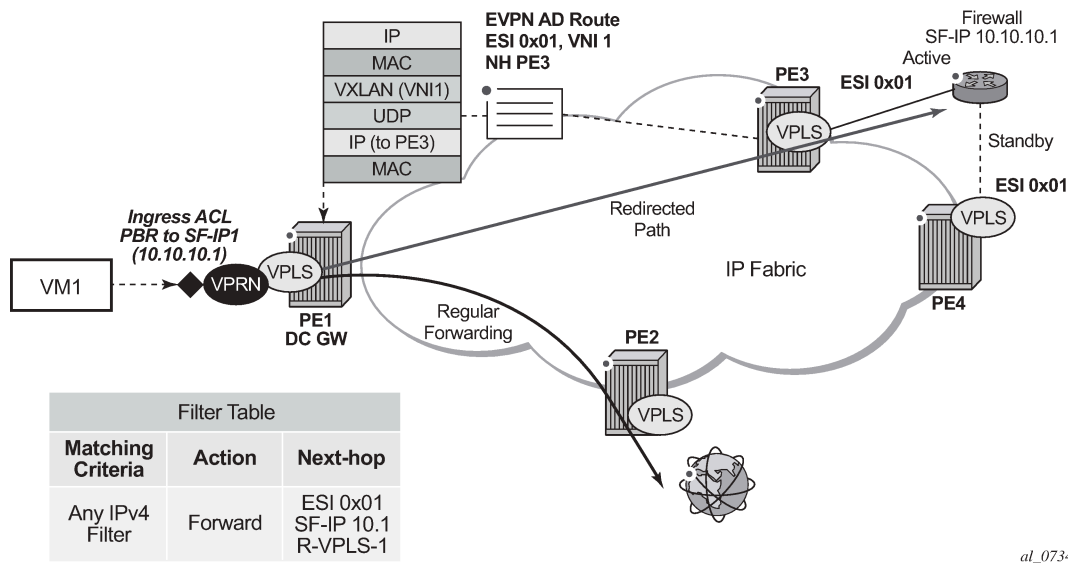 IP
MAC
VXLAN (VNI1)
UDP
IP (to PE3)
MAC
EVPN AD Route
ESI 0x01, VNI 1
NH PE3
PE3
VPLS
ESI 0x01
Firewall
SF-IP 10.10.10.1
Active
Standby
ESI 0x01
VPLS
PE4
Redirected
Path
IP Fabric
Ingress ACL
PBR to SF-IP1
(10.10.10.1)
VM1
VPRN
VPLS
PE1
DC GW
Regular
Forwarding
PE2
VPLS
Filter Table
Matching
Criteria
Action
Next-hop
Any IPv4
Filter
Forward
ESI 0x01
SF-IP 10.1
R-VPLS-1